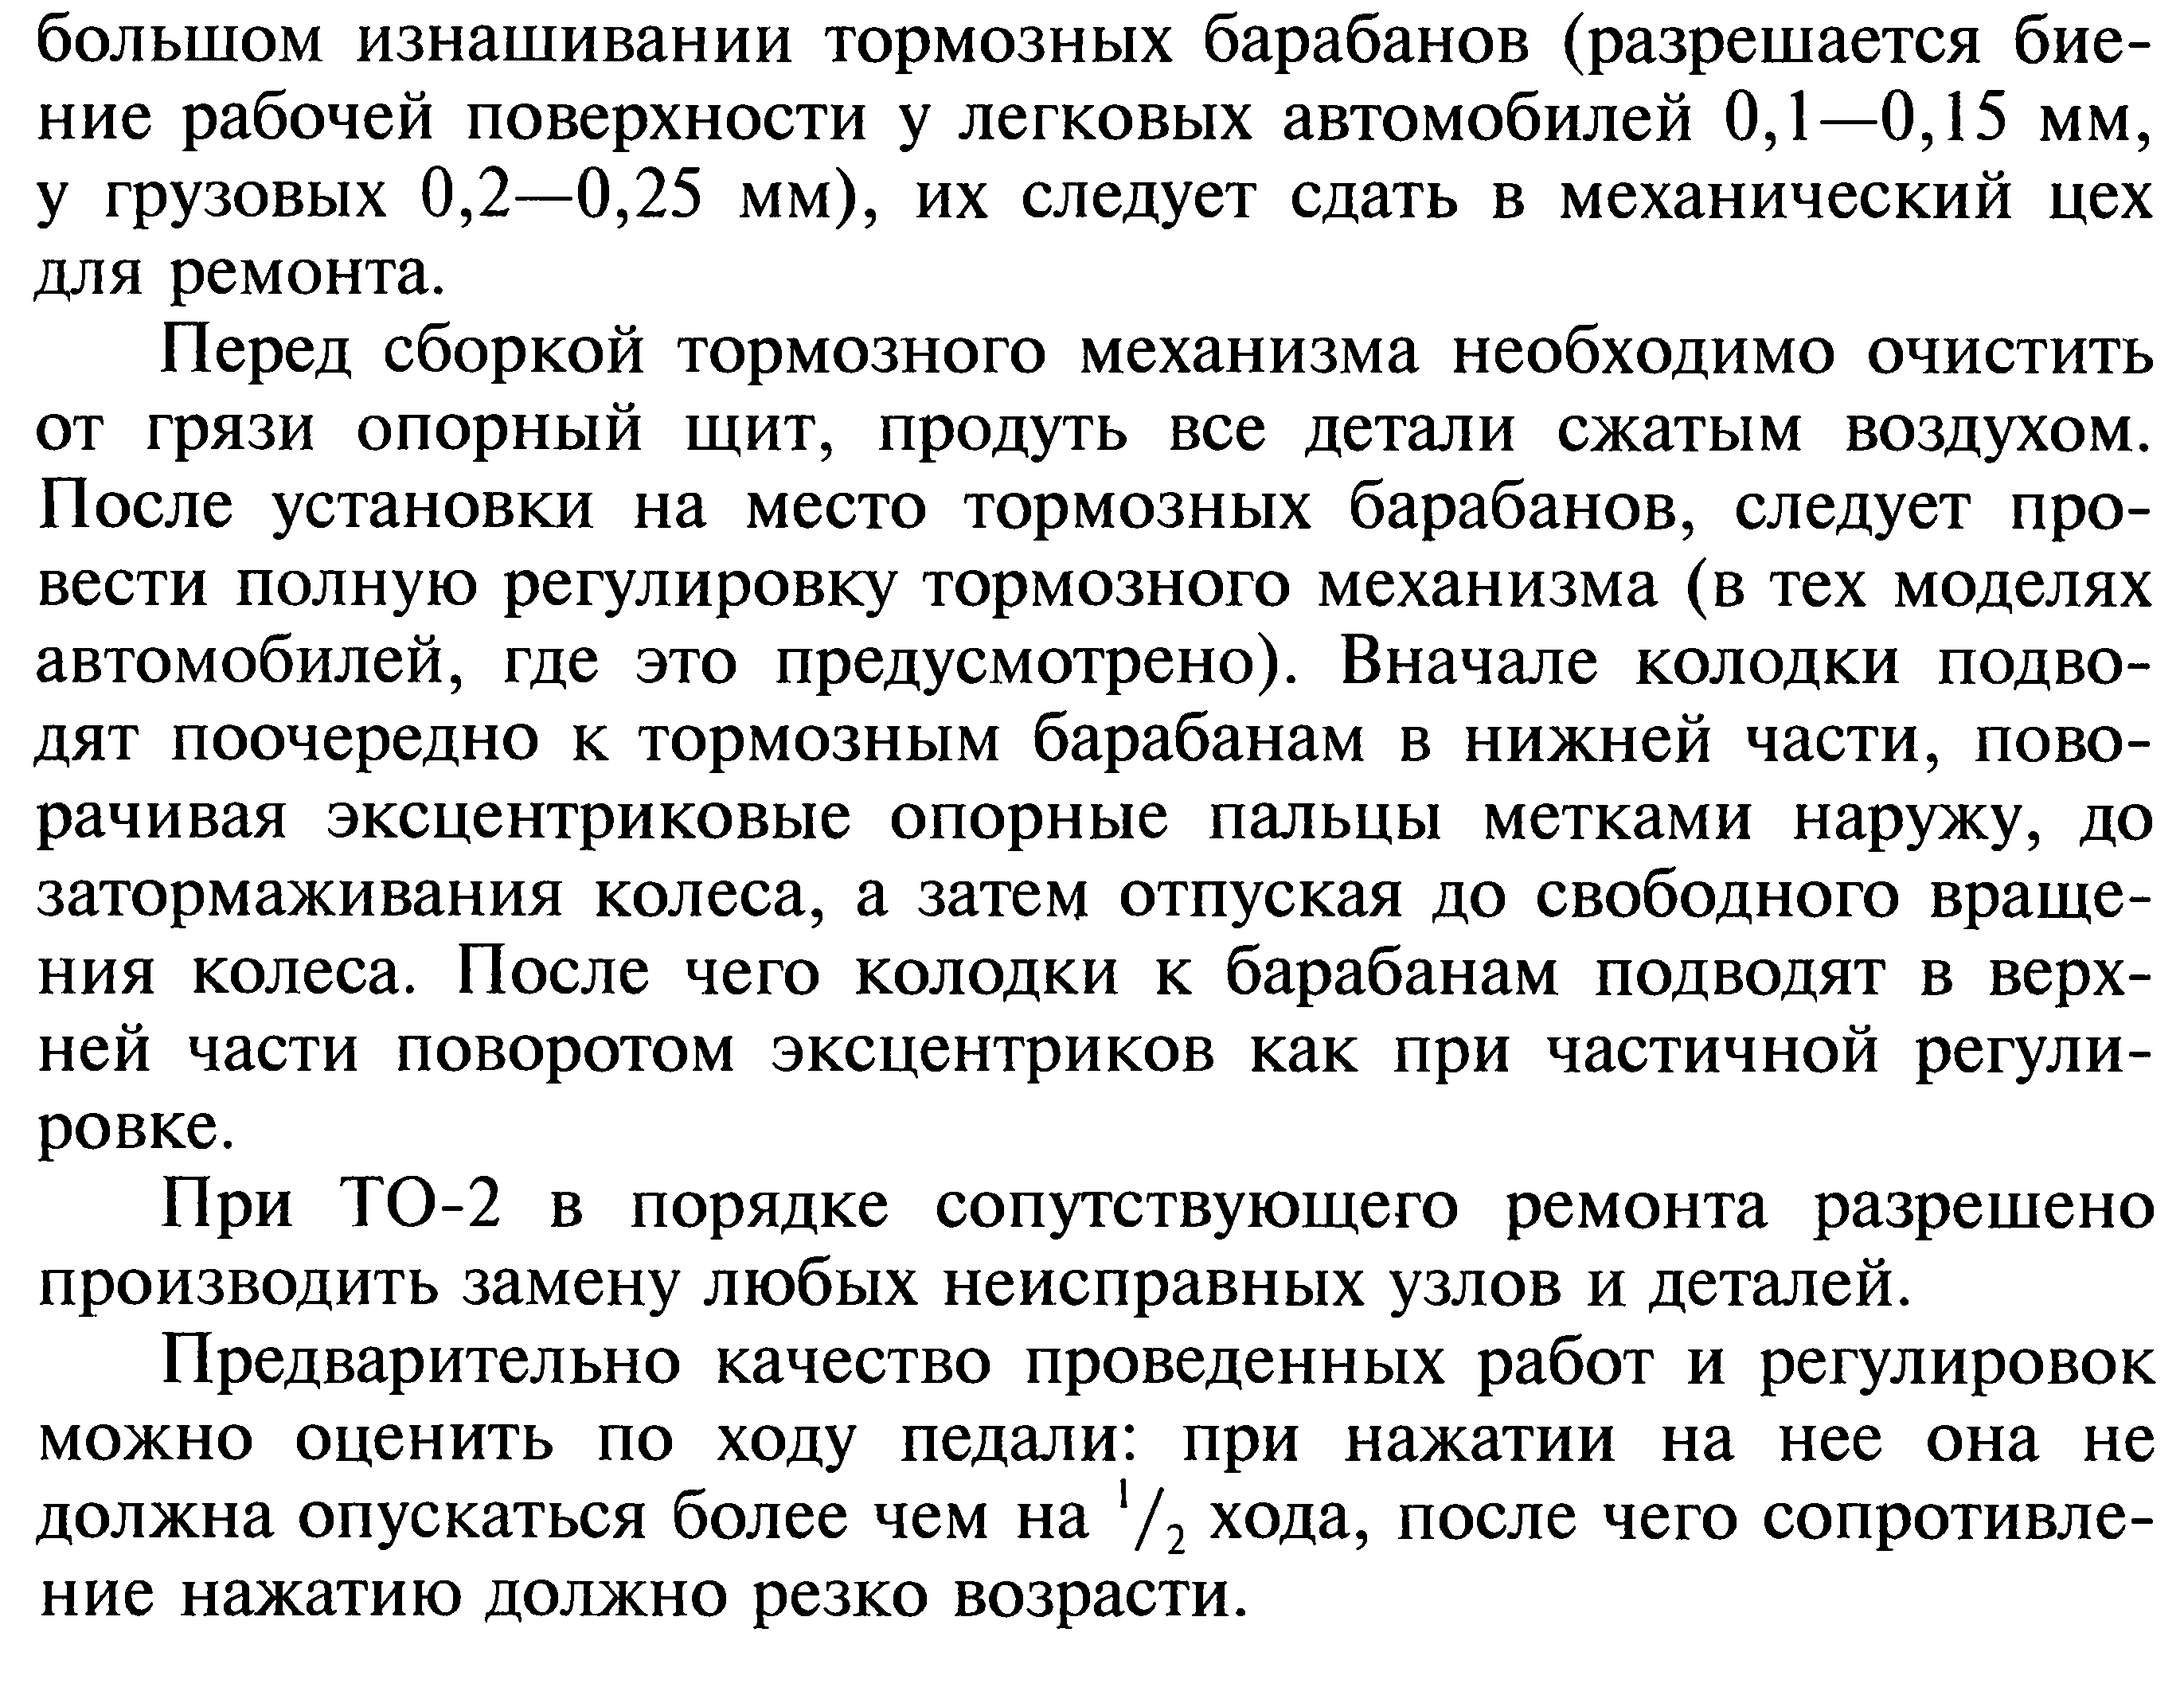 большом изнашивании тормозных барабанов (разрешается бие-
ние рабочей поверхности у легковых автомобилей 0,1—0,15 мм,
у грузовых 0,2—0,25 мм), их следует сдать в механический цех
для ремонта.
Перед сборкой тормозного механизма необходимо очистить
от грязи опорный щит, продуть все детали сжатым воздухом.
После установки на место тормозных барабанов, следует про-
вести полную регулировку тормозного механизма (в тех моделях
автомобилей, где это предусмотрено). Вначале колодки подво-
дят поочередно к тормозным барабанам в нижней части, пово-
рачивая эксцентриковые опорные пальцы метками наружу, до
затормаживания колеса, а затем отпуская до свободного враще-
ния колеса. После чего колодки к барабанам подводят в верх-
ней части поворотом эксцентриков как при частичной регули-
ровке.
При ТО-2 в порядке сопутствующего ремонта разрешено
производить замену любых неисправных узлов и деталей.
Предварительно качество проведенных работ и регулировок
можно оценить по ходу педали: при нажатии на нее она не
должна опускаться более чем на 1/2 хода, после чего сопротивле-
ние нажатию должно резко возрасти.